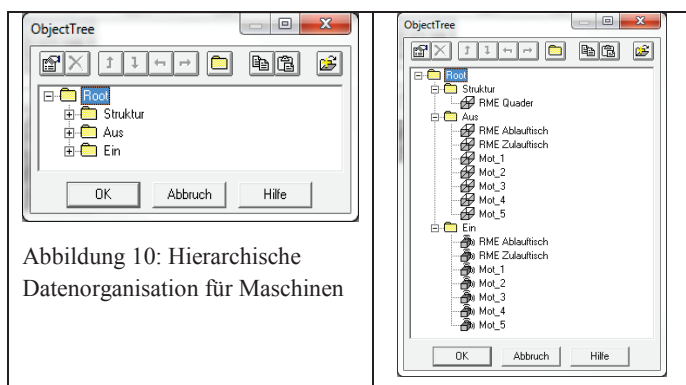 ObjectTree
Root
Struktur
Aus
Ein
OK Abbruch Hilfe
Abbildung 10: Hierarchische
Datenorganisation für Maschinen
ObjectTree
Root
Struktur
RME Quader
Aus
RME Ablauftisch
RME Zulauftisch
Mot_1
Mot_2
Mot_3
Mot_4
Mot_5
Ein
RME Ablauftisch
RME Zulauftisch
Mot_1
Mot_2
Mot_3
Mot_4
Mot_5
OK Abbruch Hilfe